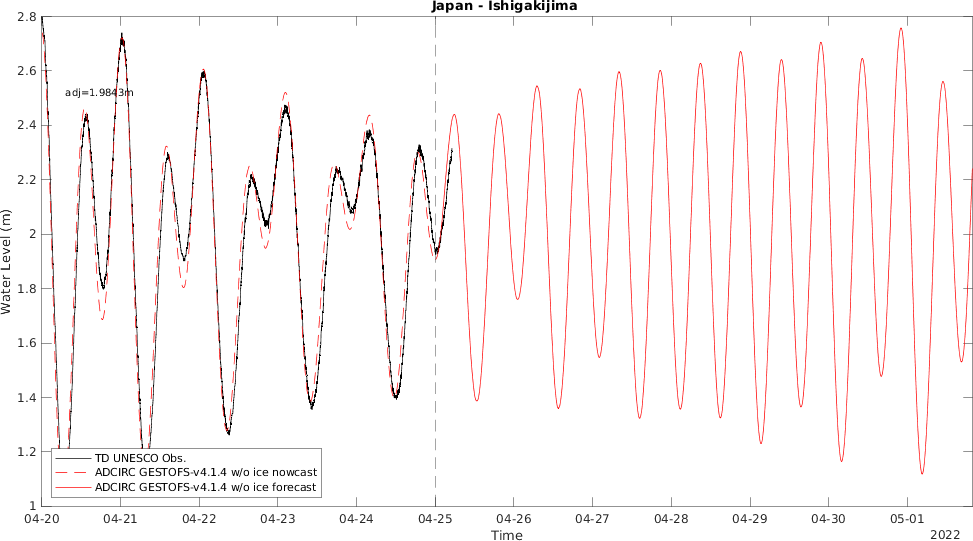 Japan - Ishigakijima
2.8
2.6
adj=1.9843m
2.4
2.2
2
1.8
1.6
1.4
1.2
1
Water Level (m)
TD UNESCO Obs.
ADCIRC GESTOFS-v4.1.4 w/o ice nowcast
ADCIRC GESTOFS-v4.1.4 w/o ice forecast
04-20 04-21 04-22 04-23 04-24 04-25 04-26 04-27 04-28 04-29 04-30 05-01
Time
2022